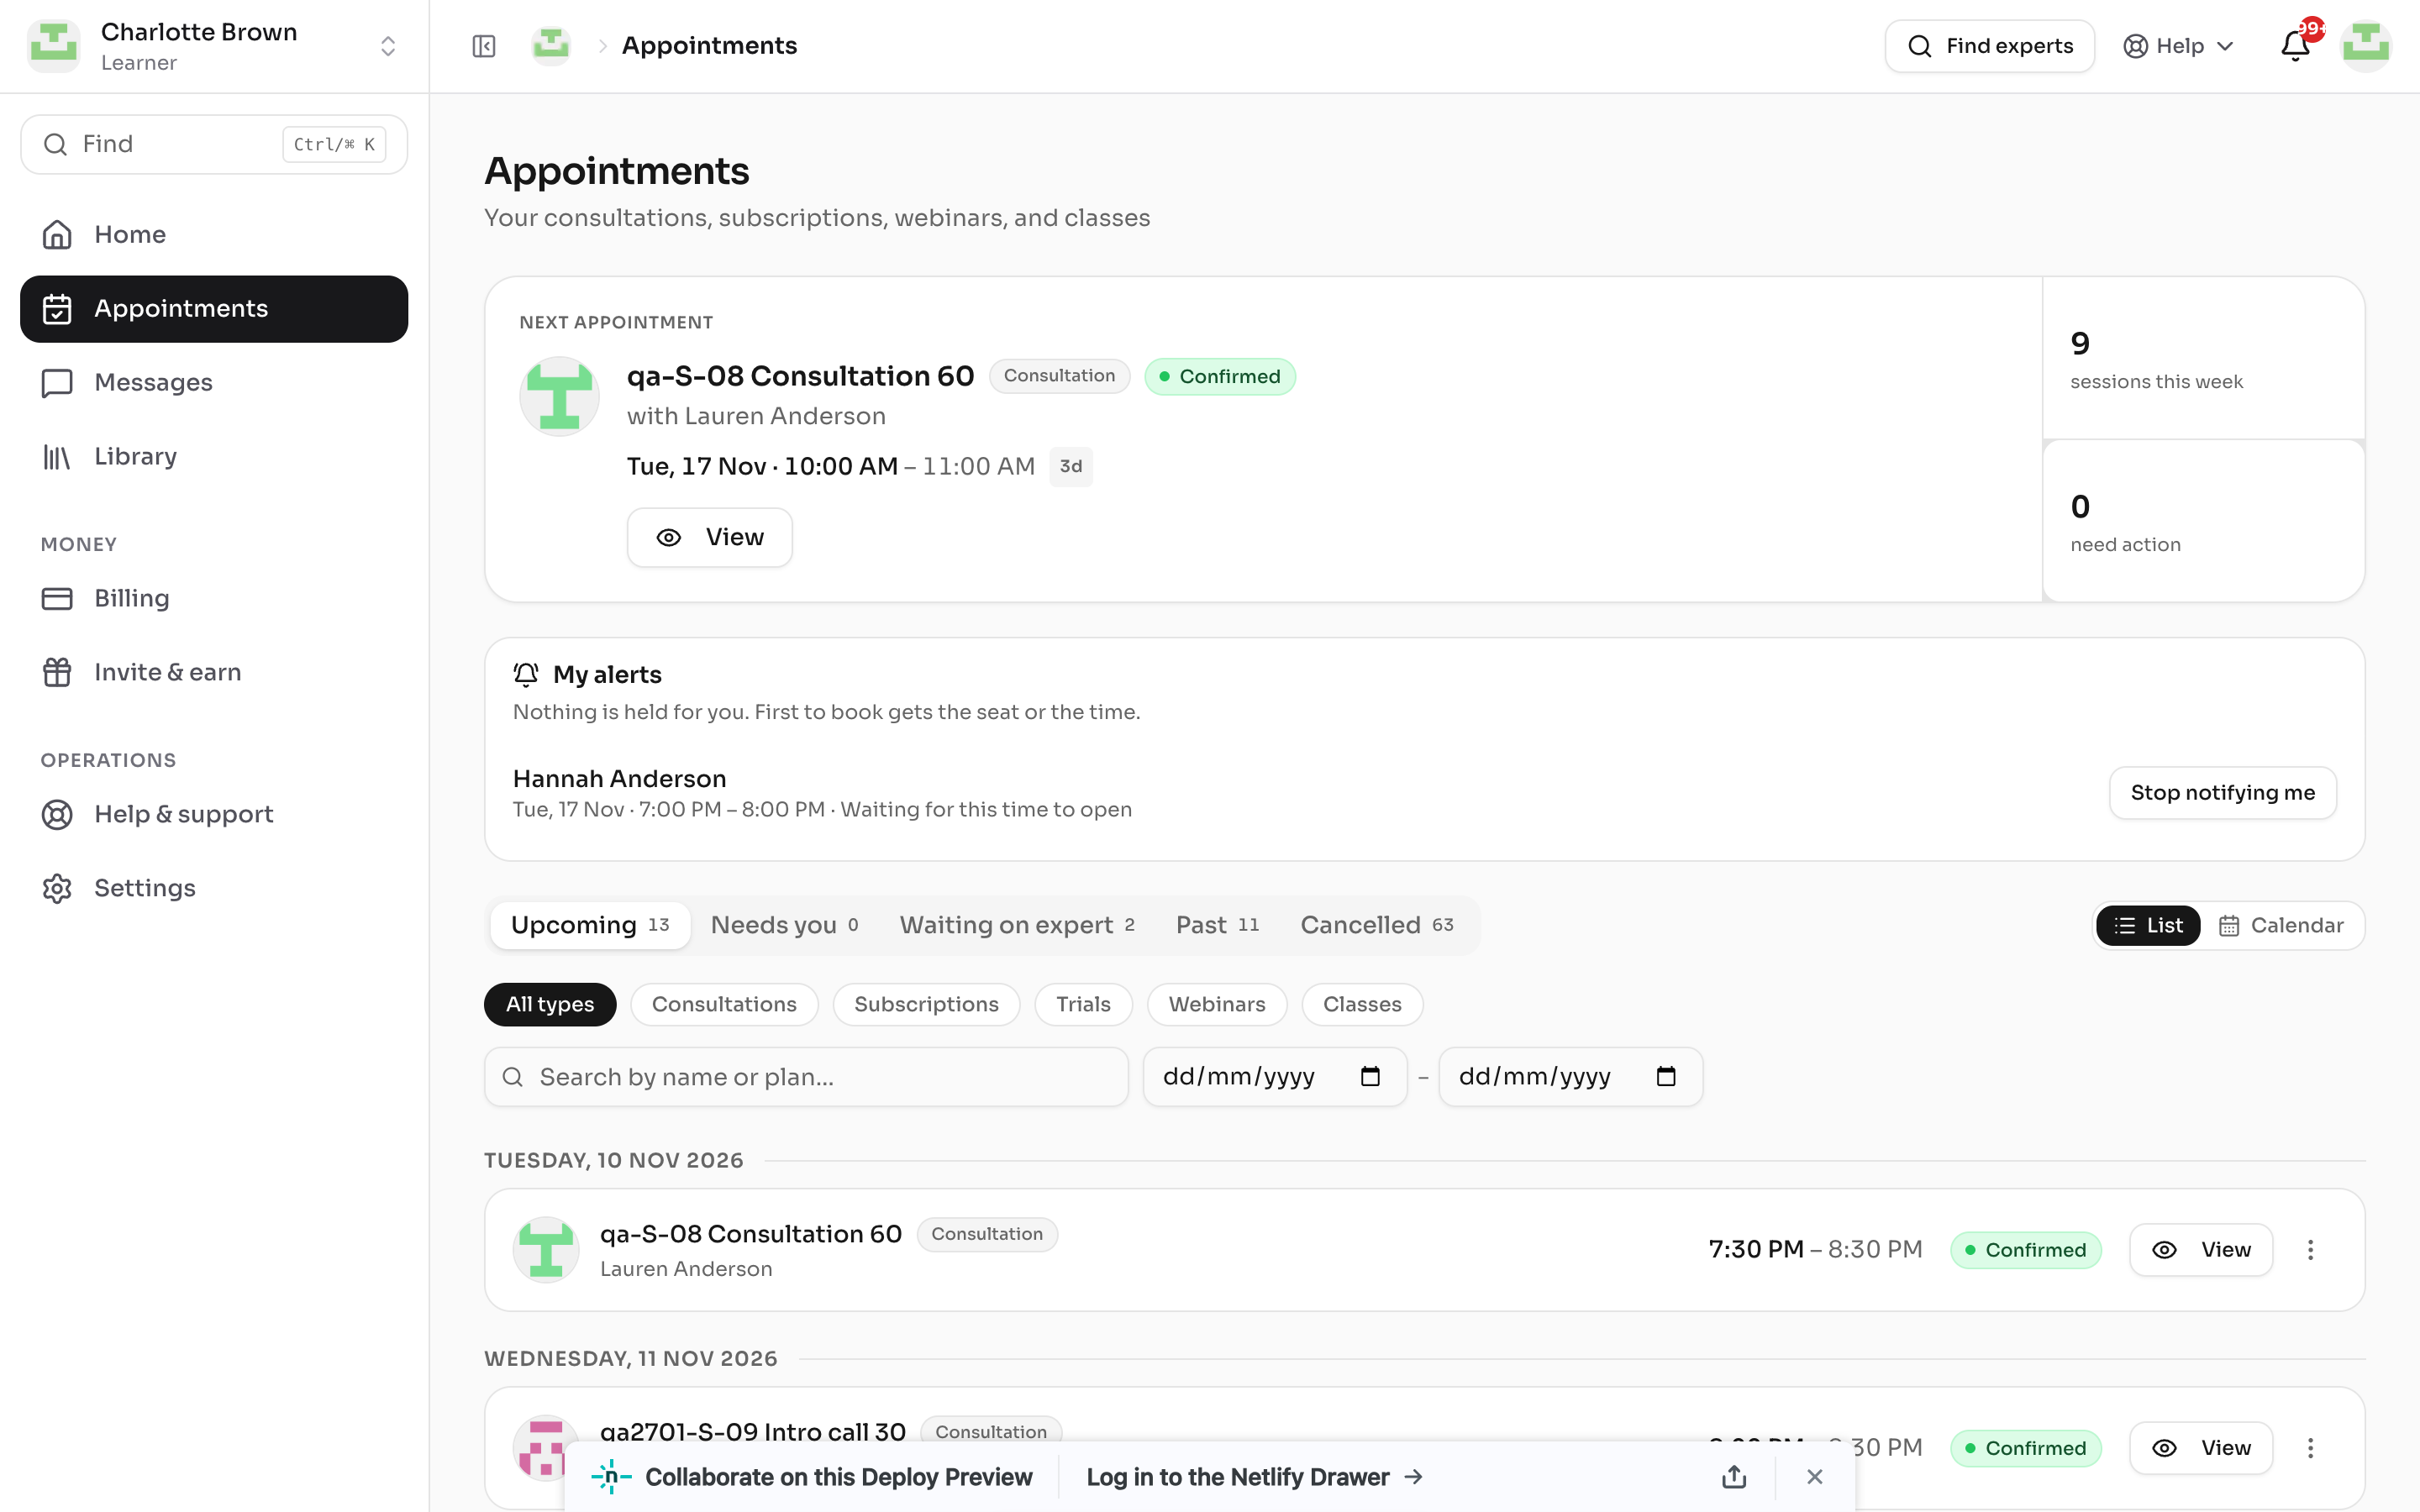 Charlotte Brown
Learner
Appointments
Find experts
Help
99+
Find
Ctrl/⌘ K
Home
Appointments
Messages
Library
MONEY
Billing
Invite & earn
OPERATIONS
Help & support
Settings
Appointments
Your consultations, subscriptions, webinars, and classes
NEXT APPOINTMENT
qa-S-08 Consultation 60 Consultation Confirmed
with Lauren Anderson
Tue, 17 Nov · 10:00 AM – 11:00 AM 3d
View
9
sessions this week
0
need action
My alerts
Nothing is held for you. First to book gets the seat or the time.
Hannah Anderson
Tue, 17 Nov · 7:00 PM – 8:00 PM · Waiting for this time to open
Stop notifying me
Upcoming 13 Needs you 0 Waiting on expert 2 Past 11 Cancelled 63
List Calendar
All types Consultations Subscriptions Trials Webinars Classes
Search by name or plan...
dd/mm/yyyy – dd/mm/yyyy
TUESDAY, 10 NOV 2026
qa-S-08 Consultation 60 Consultation
Lauren Anderson
7:30 PM – 8:30 PM Confirmed View
WEDNESDAY, 11 NOV 2026
qa2701-S-09 Intro call 30 Consultation
30 PM Confirmed View
Collaborate on this Deploy Preview
Log in to the Netlify Drawer →